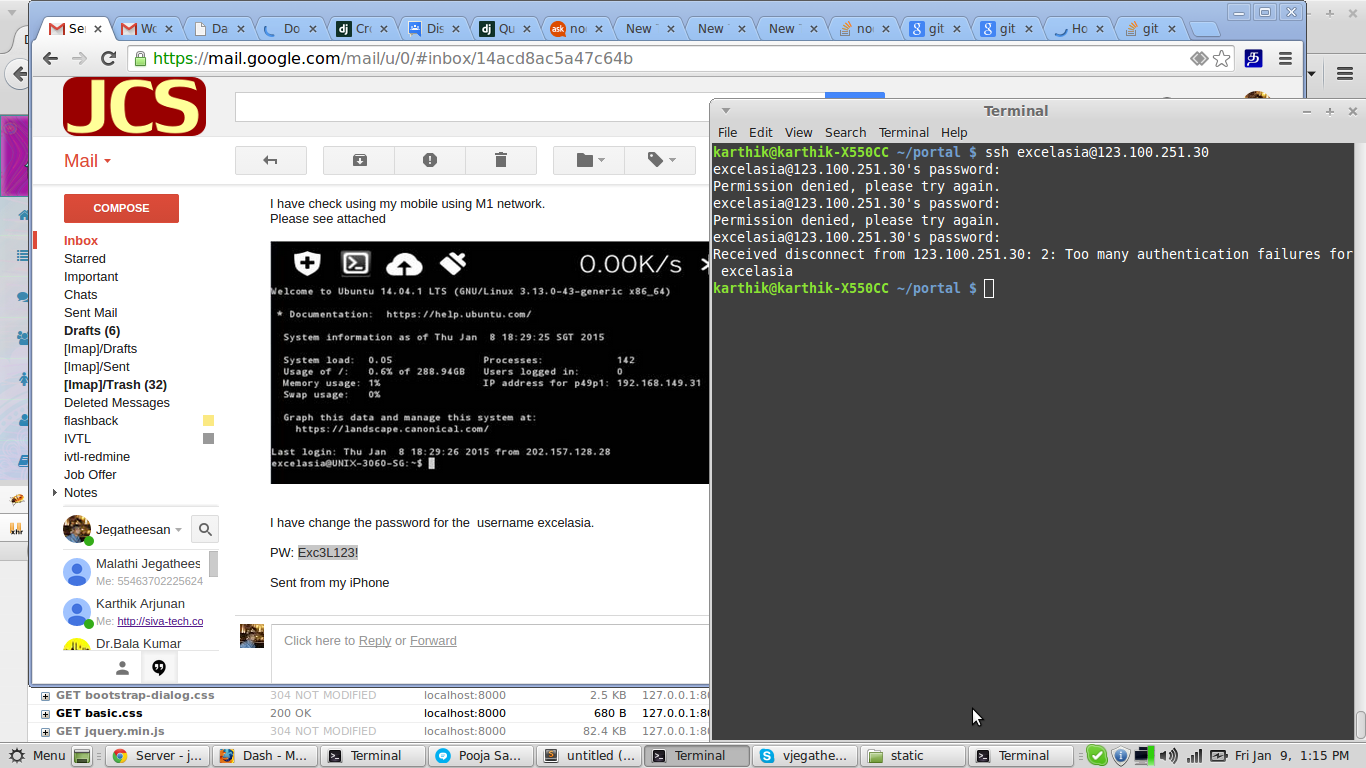 Se
Wo
Da
Do
Cr
Dis
Qu
no
New
New
New
no
git
git
Ho
git
https://mail.google.com/mail/u/0/#inbox/14acd8ac5a47c64b
JCS
Mail
COMPOSE
Inbox
Starred
Important
Chats
Sent Mail
Drafts (6)
[Imap]/Drafts
[Imap]/Sent
[Imap]/Trash (32)
Deleted Messages
flashback
IVTL
ivtl-redmine
Job Offer
Notes
Jegatheesan
Malathi Jegathees
Me: 55463702225624
Karthik Arjunan
Me: http://siva-tech.co
Dr.Bala Kumar
I have check using my mobile using M1 network.
Please see attached
0.00K/s
Welcome to Ubuntu 14.04.1 LTS (GNU/Linux 3.13.0-43-generic x86_64)
* Documentation: https://help.ubuntu.com/
System information as of Thu Jan 8 18:29:25 SGT 2015
System load: 0.05 Processes: 142
Usage of /: 0.6% of 288.94GB Users logged in: 0
Memory usage: 1% IP address for p49p1: 192.168.149.31
Swap usage: 0%
Graph this data and manage this system at:
https://landscape.canonical.com/
Last login: Thu Jan 8 18:29:26 2015 from 202.157.128.28
excelasia@UNIX-3060-SG:~$
I have change the password for the username excelasia.
PW: Exc3L123!
Sent from my iPhone
Click here to Reply or Forward
Terminal
File Edit View Search Terminal Help
karthik@karthik-X550CC ~/portal $ ssh excelasia@123.100.251.30
excelasia@123.100.251.30's password:
Permission denied, please try again.
excelasia@123.100.251.30's password:
Permission denied, please try again.
excelasia@123.100.251.30's password:
Received disconnect from 123.100.251.30: 2: Too many authentication failures for
excelasia
karthik@karthik-X550CC ~/portal $
xhr
GET bootstrap-dialog.css 304 NOT MODIFIED localhost:8000 2.5 KB 127.0.0.1:80
GET basic.css 200 OK localhost:8000 680 B 127.0.0.1:80
GET jquery.min.js 304 NOT MODIFIED localhost:8000 82.4 KB 127.0.0.1:80
Menu
Server - j...
Dash - M...
Terminal
Pooja Sa...
untitled (...
Terminal
vjegathe...
static
Terminal
Fri Jan 9, 1:15 PM